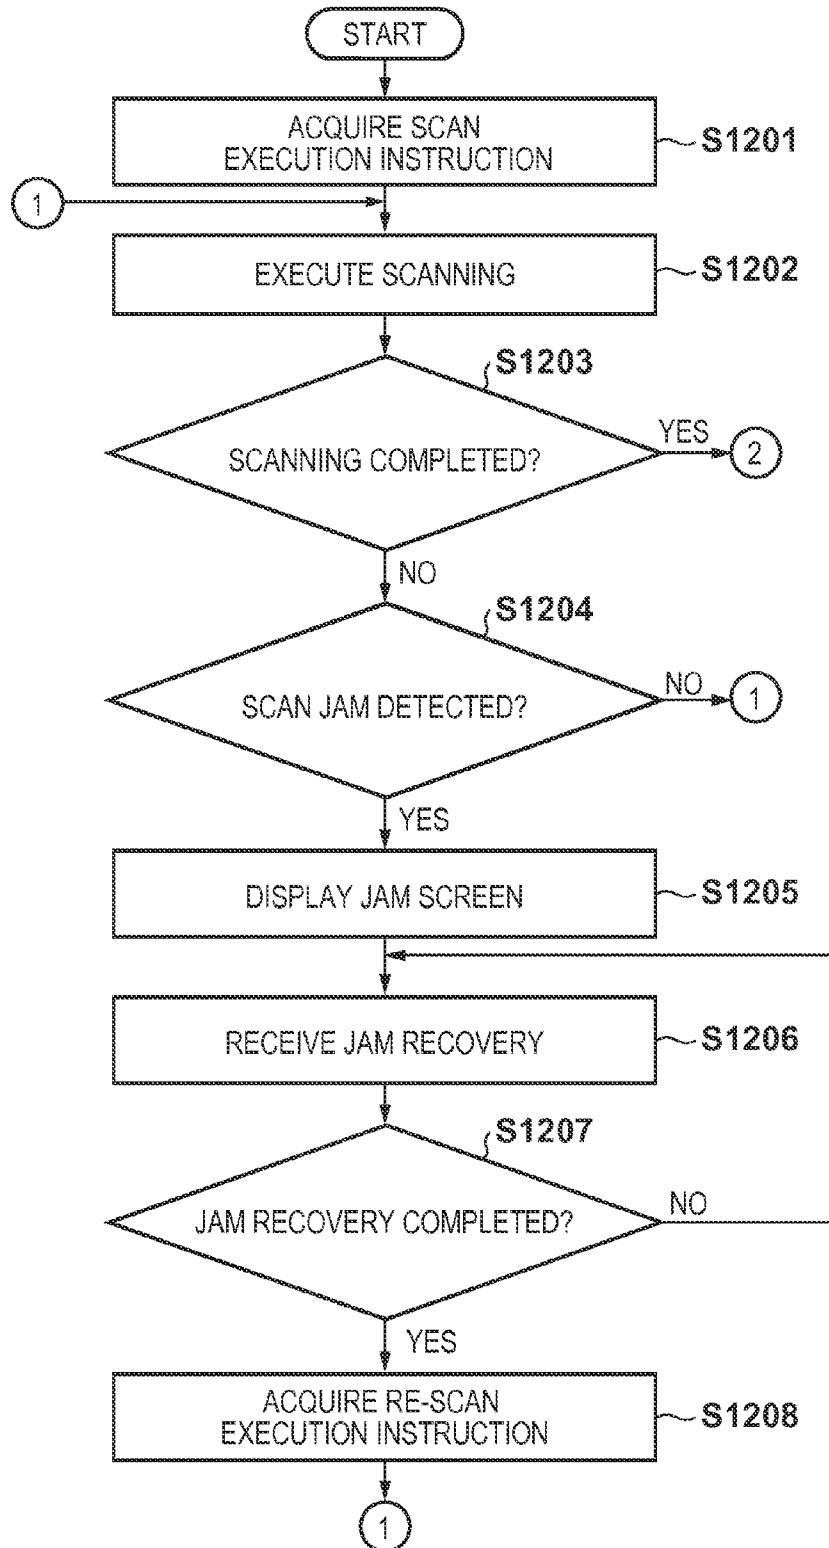 START
ACQUIRE SCAN
EXECUTION INSTRUCTION
S1201
1
EXECUTE SCANNING
S1202
S1203
SCANNING COMPLETED?
YES
2
NO
S1204
SCAN JAM DETECTED?
NO
1
YES
DISPLAY JAM SCREEN
S1205
RECEIVE JAM RECOVERY
S1206
S1207
JAM RECOVERY COMPLETED?
NO
YES
ACQUIRE RE-SCAN
EXECUTION INSTRUCTION
S1208
1